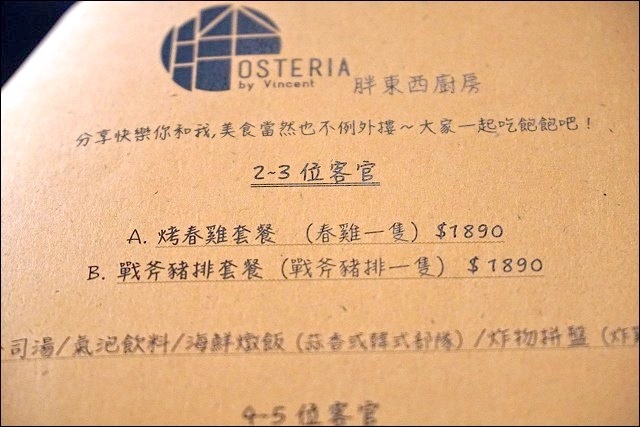 OSTERIA
by Vincent
胖東西廚房
分享快樂你和我,美食當然也不例外摟～大家一起吃飽飽吧！
2~3 位客官
A. 烤春雞套餐 (春雞一隻) $1890
B. 戰斧豬排套餐 (戰斧豬排一隻) $1890
司湯/氣泡飲料/海鮮燉飯 (蒜香或韓式部隊) /炸物拼盤 (炸
4-5 位客官